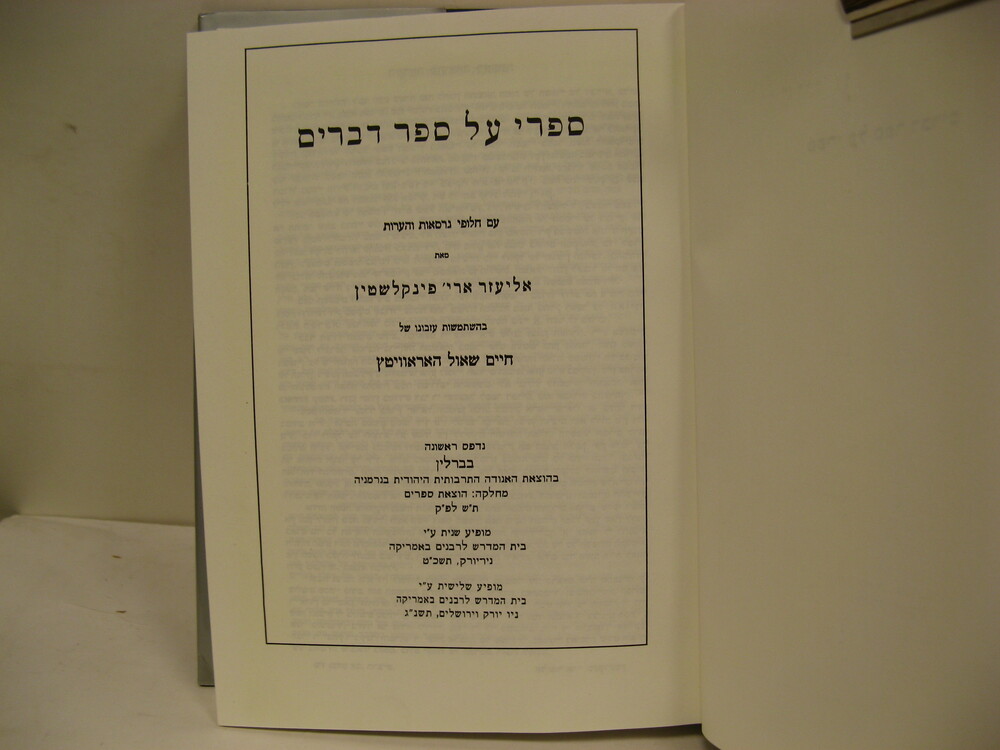 ספרי על ספר דברים
עם חלופי גרסאות והערות
מאת
אליעזר ארי׳ פינקלשטין
בהשתמשות עזבונו של
חיים שאול האראוויטץ
נדפס ראשונה
בברלין
בהוצאת האגודה התרבותית היהודית בגרמניה
מחלקה: הוצאת ספרים
ת״ש לפ״ק
מופיע שנית ע״י
בית המדרש לרבנים באמריקה
ניו־יורק, תשכ״ט
מופיע שלישית ע״י
בית המדרש לרבנים באמריקה
ניו יורק וירושלים, תשנ״ג